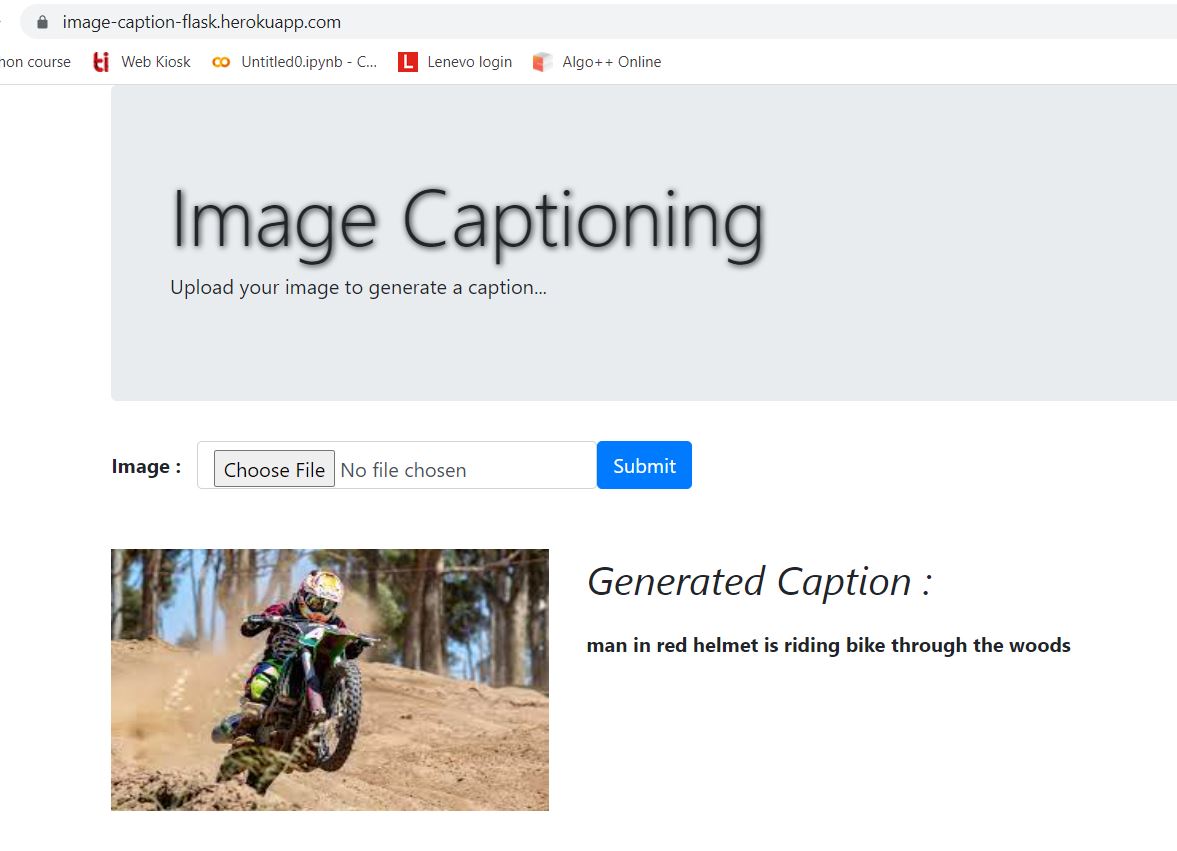 image-caption-flask.herokuapp.com
non course Web Kiosk Untitled0.ipynb - C... L Lenevo login Algo++ Online
Image Captioning
Upload your image to generate a caption...
Image : Choose File No file chosen Submit
Generated Caption :
man in red helmet is riding bike through the woods